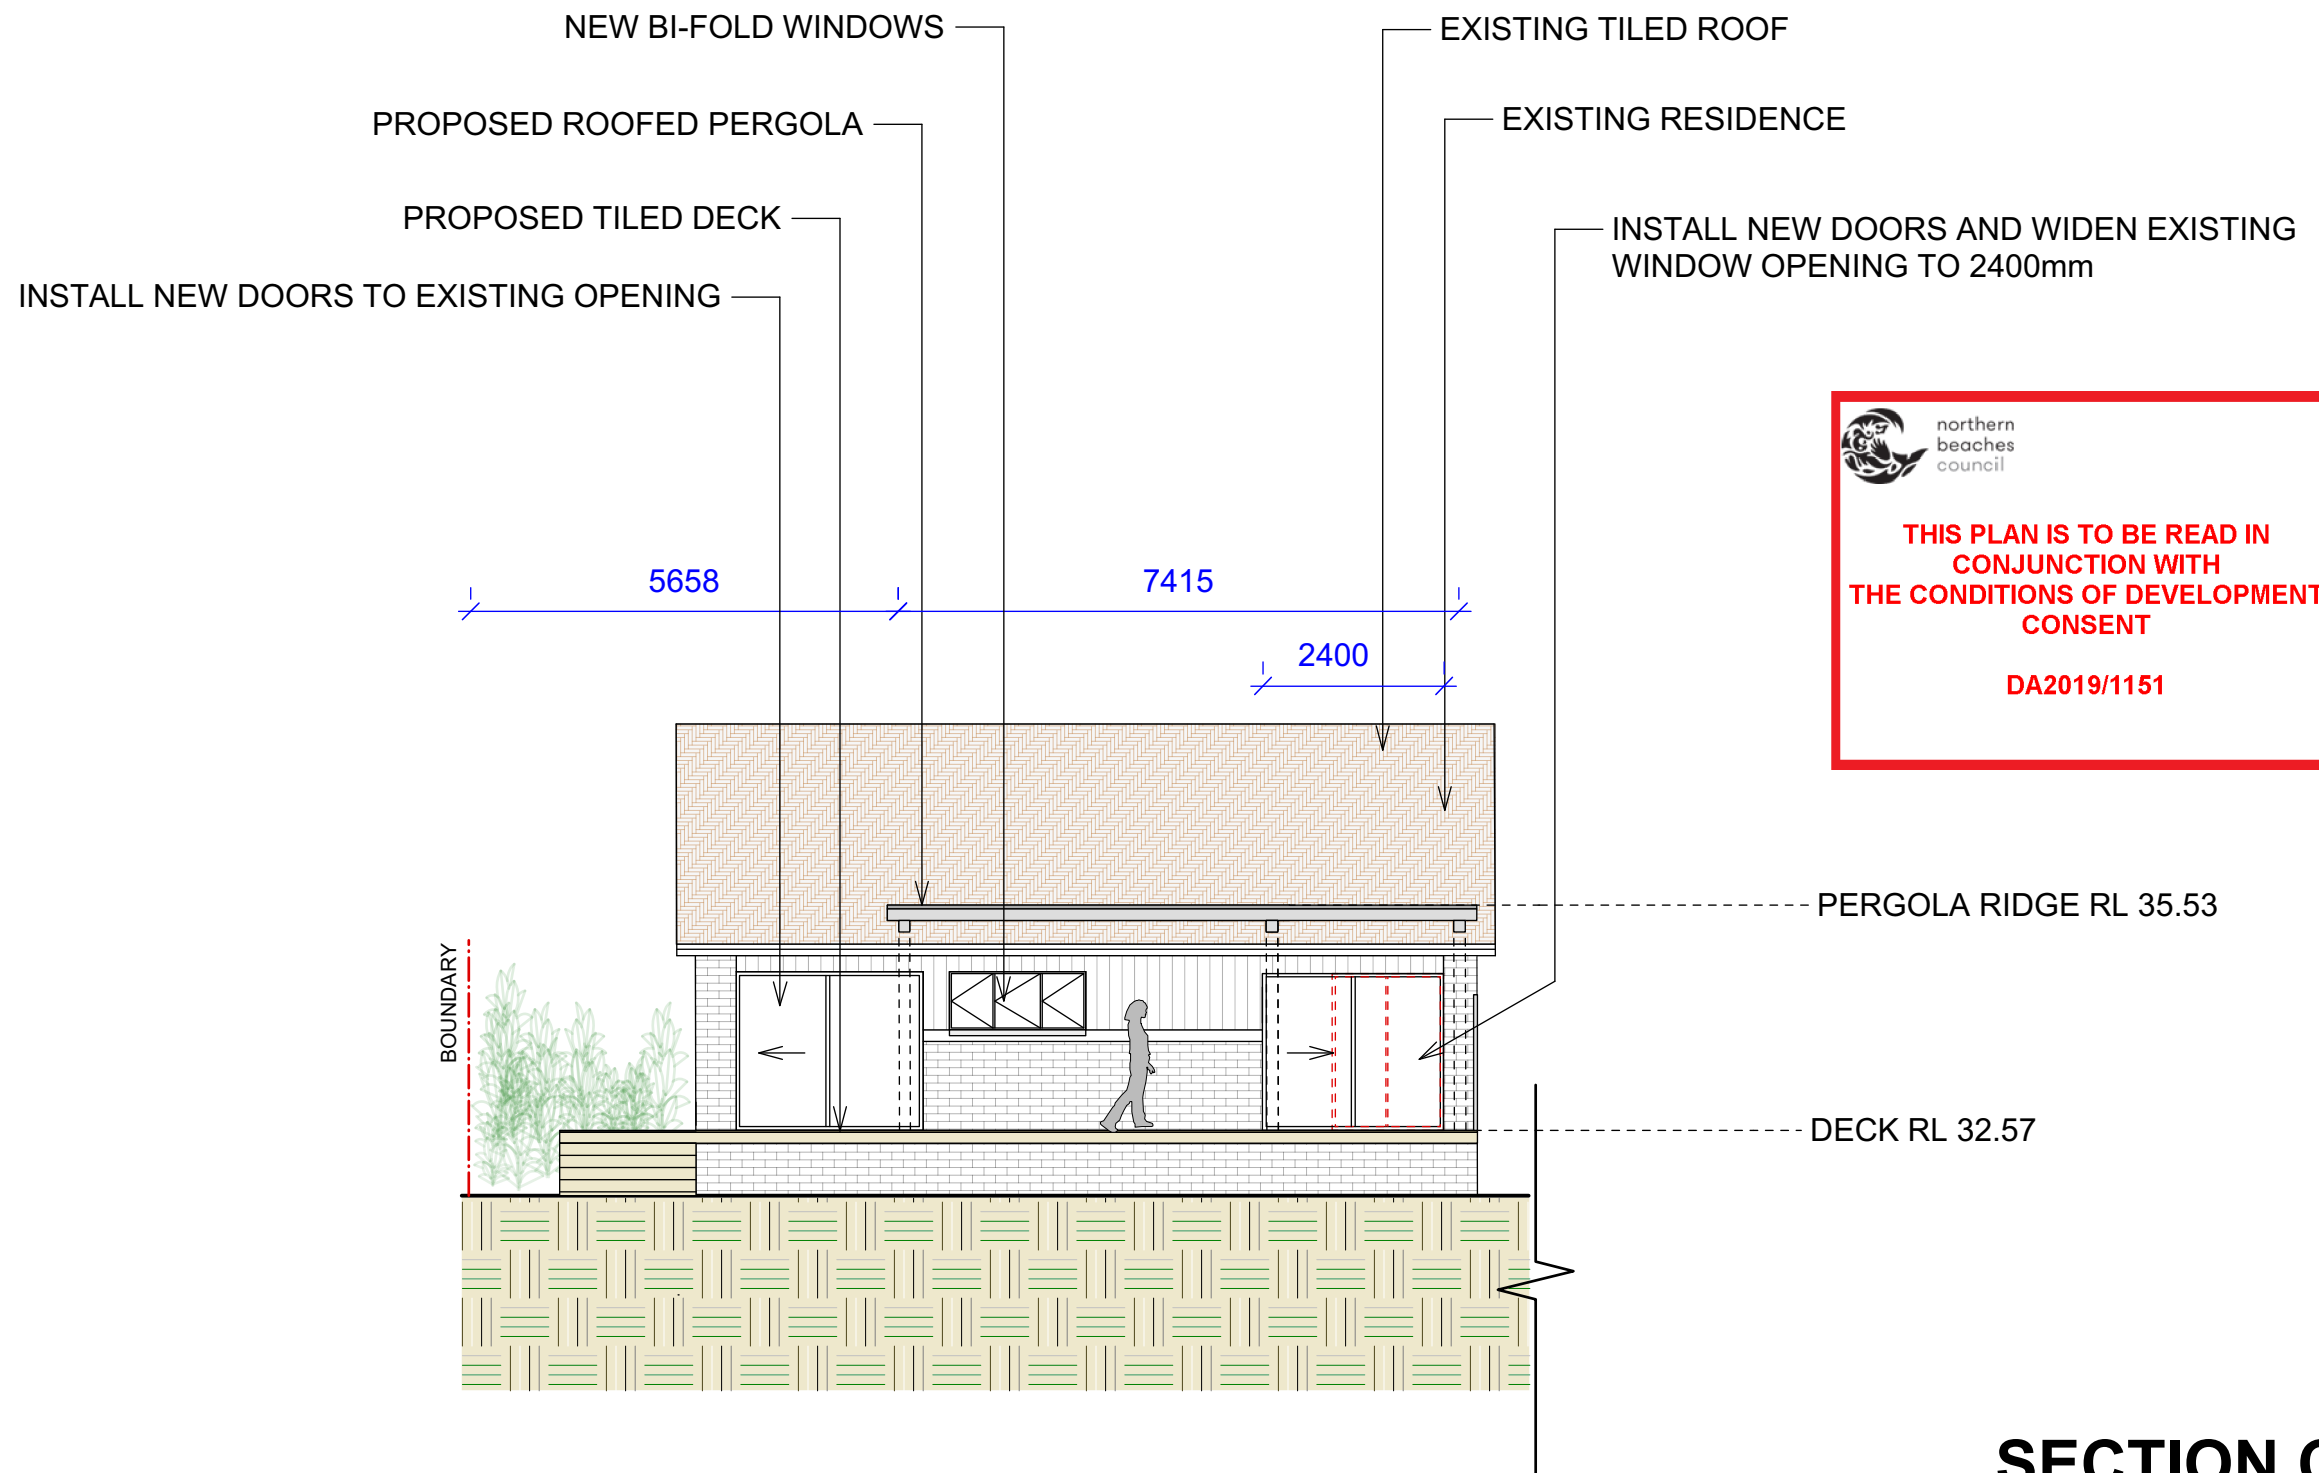 NEW BI-FOLD WINDOWS
EXISTING TILED ROOF
PROPOSED ROOFED PERGOLA
EXISTING RESIDENCE
PROPOSED TILED DECK
INSTALL NEW DOORS AND WIDEN EXISTING
WINDOW OPENING TO 2400mm
INSTALL NEW DOORS TO EXISTING OPENING
northern
beaches
council
THIS PLAN IS TO BE READ IN
CONJUNCTION WITH
THE CONDITIONS OF DEVELOPMENT
CONSENT
DA2019/1151
5658
7415
2400
PERGOLA RIDGE RL 35.53
BOUNDARY
DECK RL 32.57
SECTION